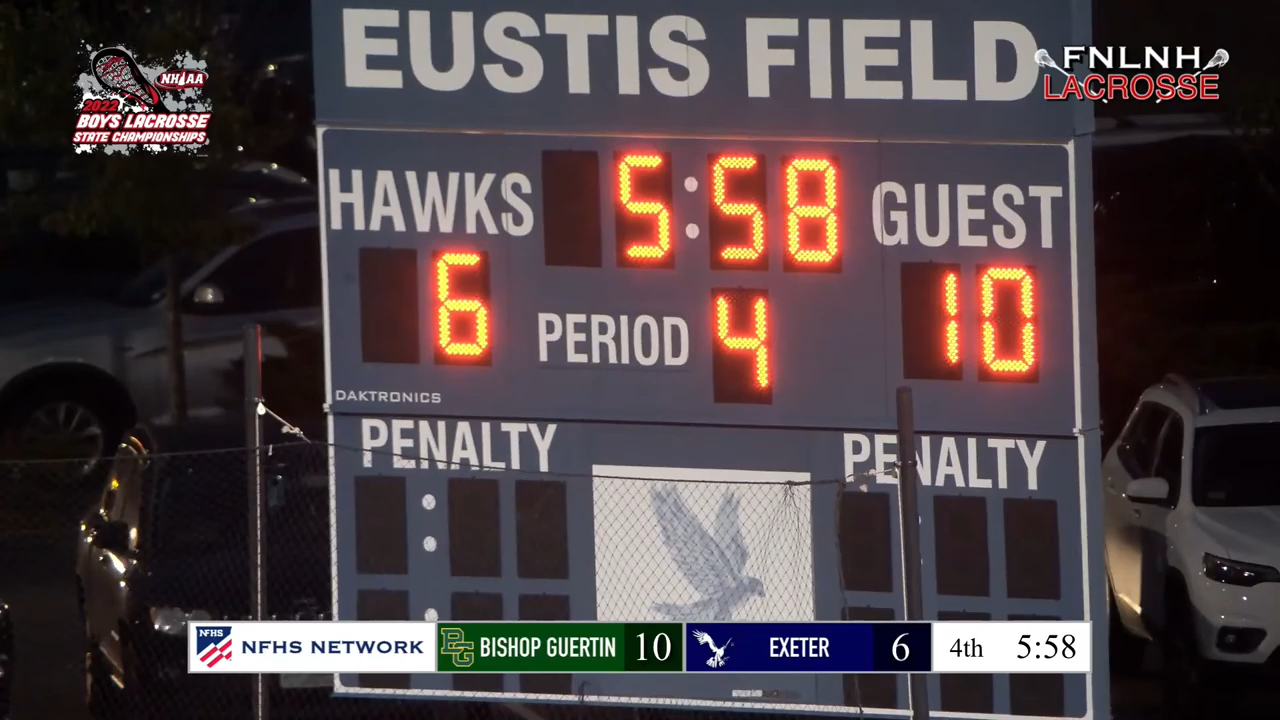 EUSTIS FIELD
FNLNH
LACROSSE
NHIAA
2022
BOYS LACROSSE
STATE CHAMPIONSHIPS
HAWKS
5:58
GUEST
6
PERIOD
4
10
DAKTRONICS
PENALTY
PENALTY
NFHS
NFHS NETWORK
BG
BISHOP GUERTIN
10
EXETER
6
4th
5:58